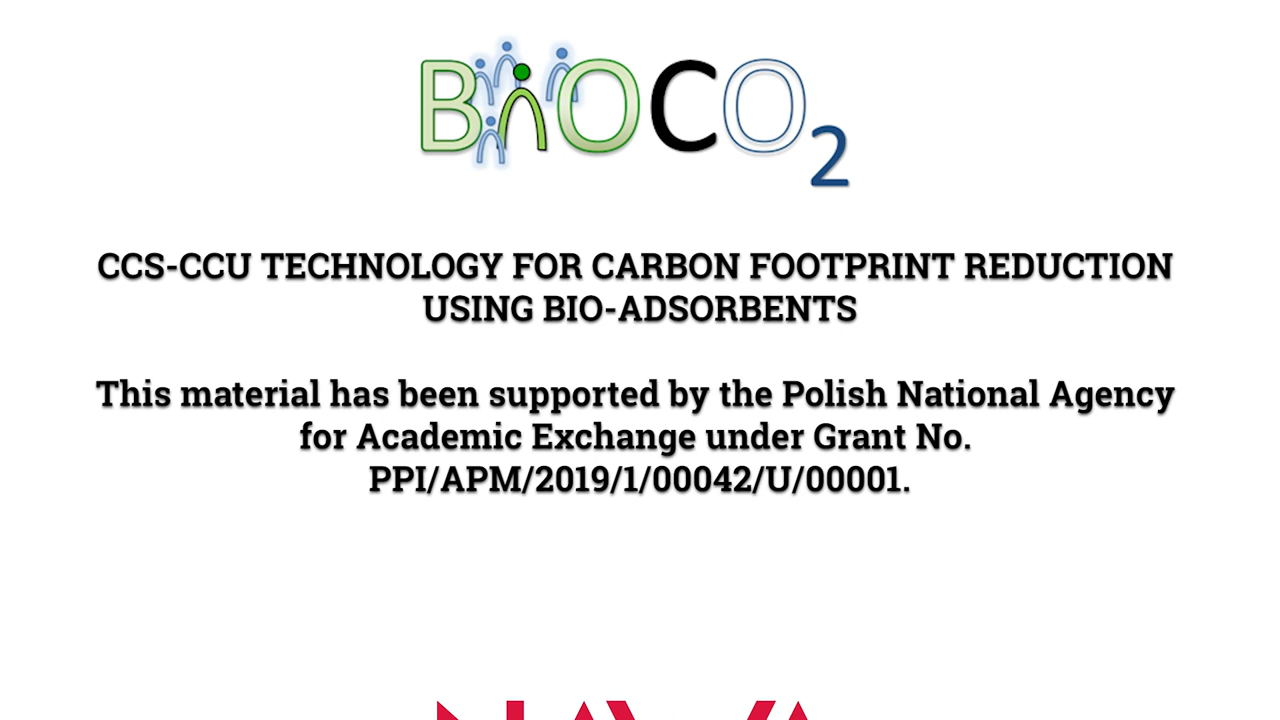 BiOCO2
CCS-CCU TECHNOLOGY FOR CARBON FOOTPRINT REDUCTION
USING BIO-ADSORBENTS
This material has been supported by the Polish National Agency
for Academic Exchange under Grant No.
PPI/APM/2019/1/00042/U/00001.